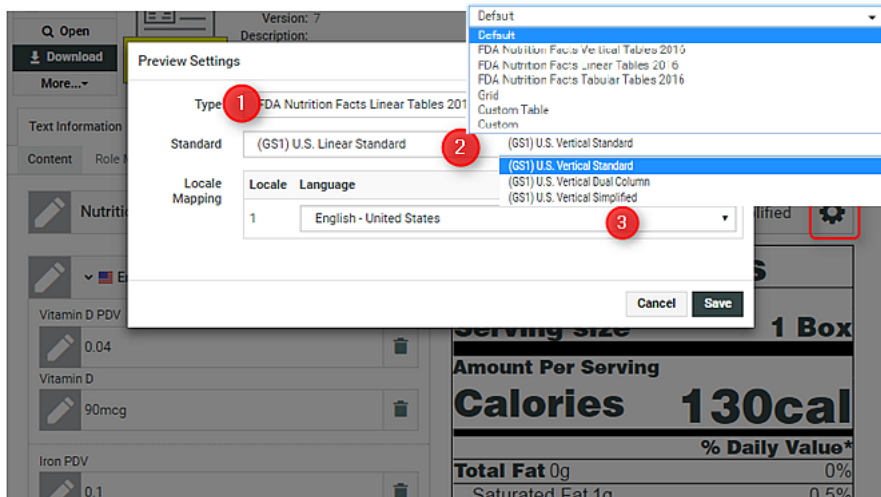 Version: 7
Description:
Open
Download
More...
Text Information
Content
Role
Preview Settings
Type
FDA Nutrition Facts Linear Tables 201
1
Standard
(GS1) U.S. Linear Standard
2
Locale Mapping
Locale Language
1 English - United States
3
Cancel Save
Default
Default
FDA Nutrition Facts Vertical Tables 2016
FDA Nutrition Facts Linear Tables 2016
FDA Nutrition Facts Tabular Tables 2016
Grid
Custom Table
Custom
(GS1) U.S. Vertical Standard
(GS1) U.S. Vertical Standard
(GS1) U.S. Vertical Dual Column
(GS1) U.S. Vertical Simplified
Vitamin D PDV
0.04
Vitamin D
90mcg
Iron PDV
0.1
Serving size 1 Box
Amount Per Serving
Calories 130cal
% Daily Value*
Total Fat 0g 0%
Saturated Fat 1g 0.5%